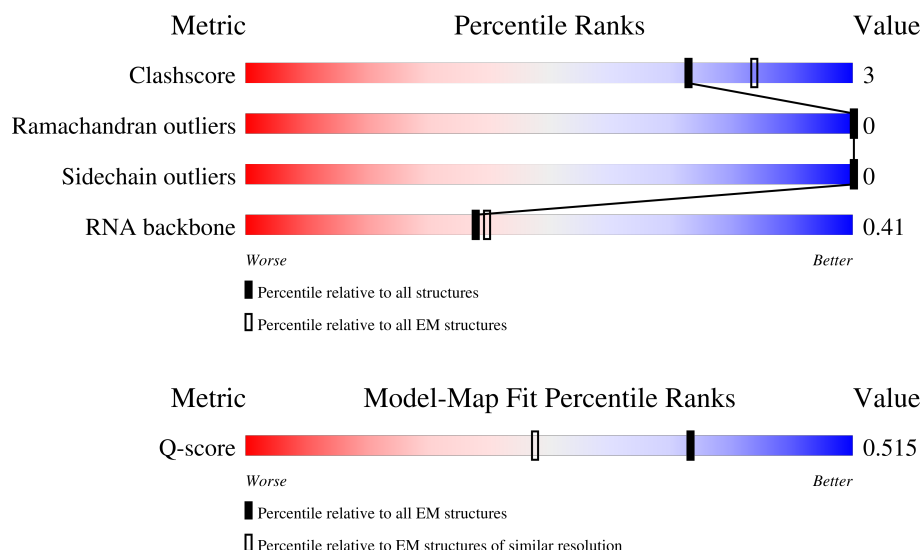 Metric Percentile Ranks Value
Clashscore 3
Ramachandran outliers 0
Sidechain outliers 0
RNA backbone 0.41
Worse Better
Percentile relative to all structures
Percentile relative to all EM structures
Metric Model-Map Fit Percentile Ranks Value
Q-score 0.515
Worse Better
Percentile relative to all EM structures
Percentile relative to EM structures of similar resolution